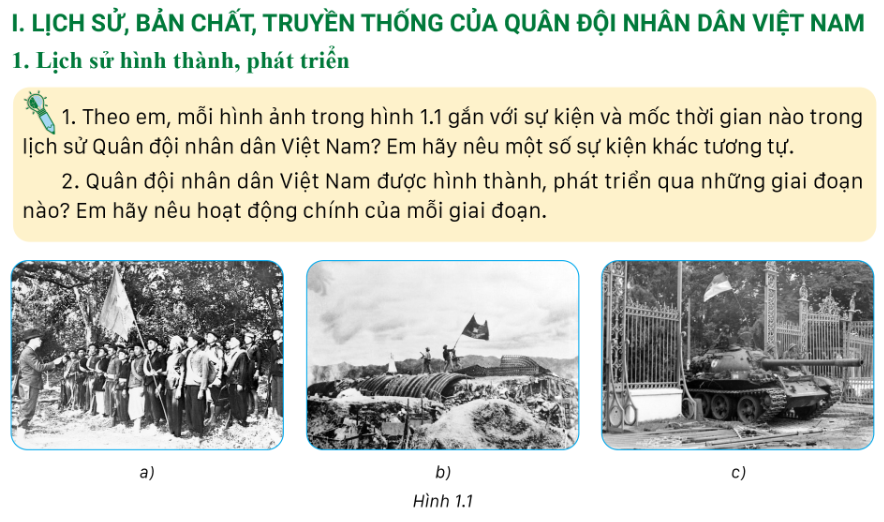 I. LỊCH SỬ, BẢN CHẤT, TRUYỀN THỐNG CỦA QUÂN ĐỘI NHÂN DÂN VIỆT NAM
1. Lịch sử hình thành, phát triển
1. Theo em, mỗi hình ảnh trong hình 1.1 gắn với sự kiện và mốc thời gian nào trong
lịch sử Quân đội nhân dân Việt Nam? Em hãy nêu một số sự kiện khác tương tự.
2. Quân đội nhân dân Việt Nam được hình thành, phát triển qua những giai đoạn
nào? Em hãy nêu hoạt động chính của mỗi giai đoạn.
a) b) c)
Hình 1.1